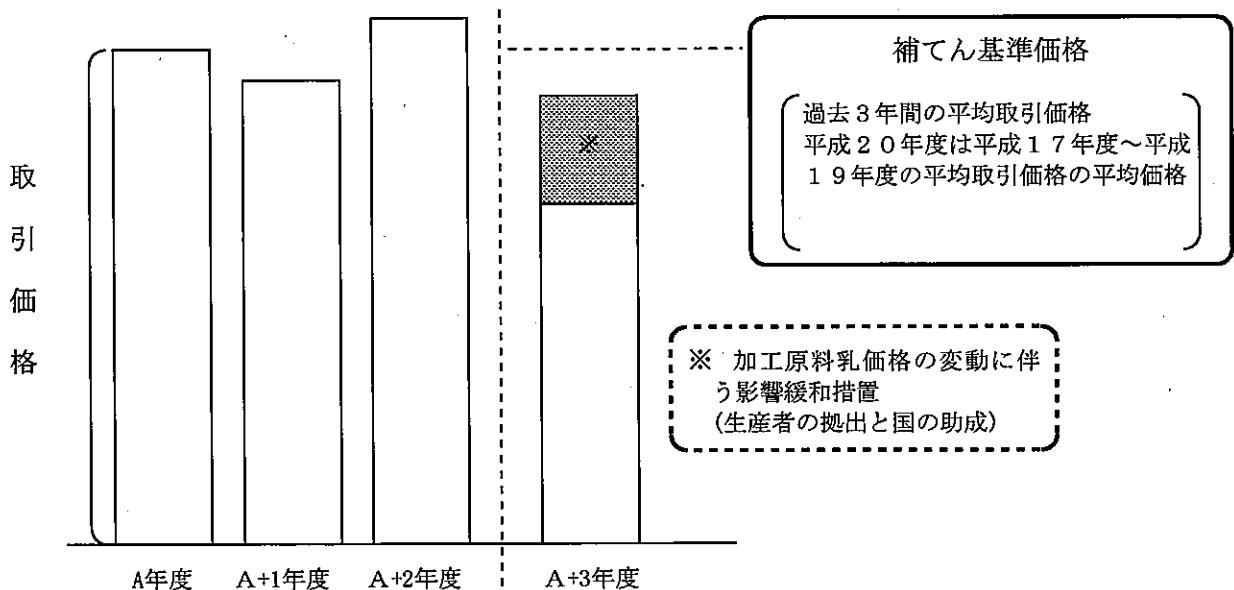 取引価格
補てん基準価格
過去3年間の平均取引価格
平成20年度は平成17年度～平成
19年度の平均取引価格の平均価格
※
※ 加工原料乳価格の変動に伴
う影響緩和措置
(生産者の拠出と国の助成)
A年度 A+1年度 A+2年度 A+3年度